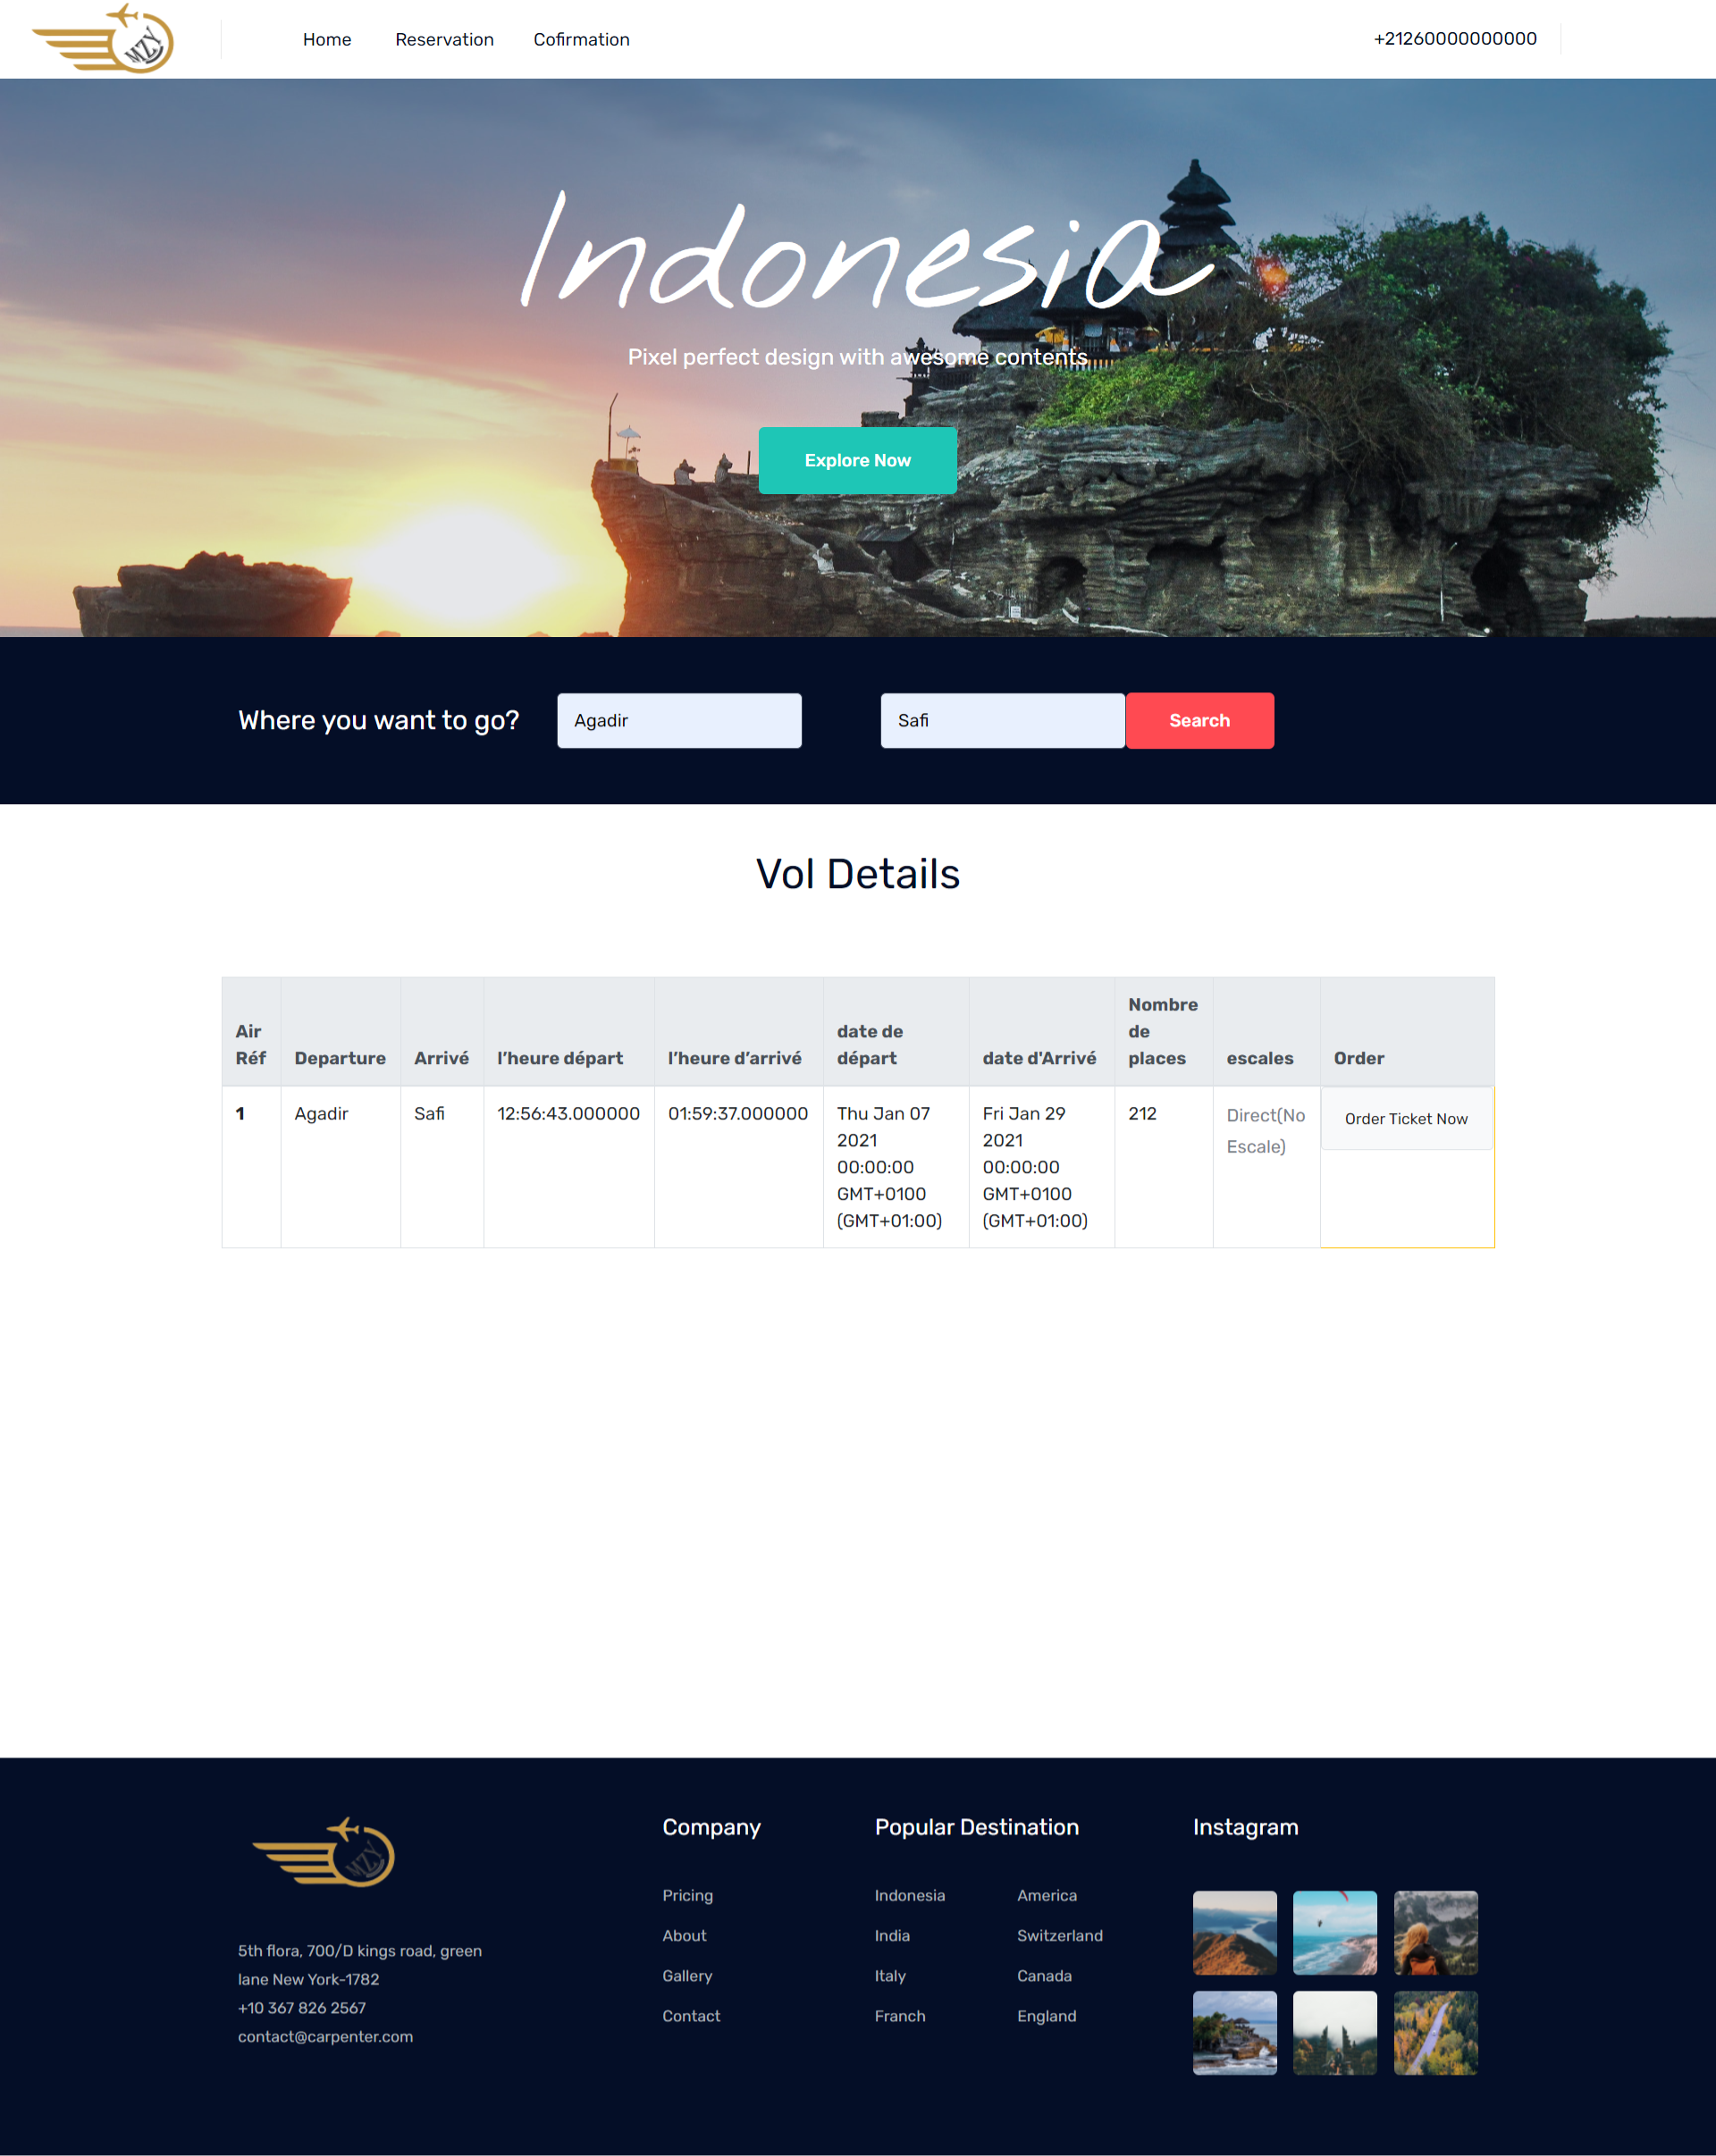 MZY
Home Reservation Cofirmation +21260000000000
Indonesia
Pixel perfect design with awesome contents
Explore Now
Where you want to go? Agadir Safi Search
Vol Details
Air Réf Departure Arrivé l’heure départ l’heure d’arrivé date de départ date d'Arrivé Nombre de places escales Order
1 Agadir Safi 12:56:43.000000 01:59:37.000000 Thu Jan 07 2021 00:00:00 GMT+0100 (GMT+01:00) Fri Jan 29 2021 00:00:00 GMT+0100 (GMT+01:00) 212 Direct(No Escale) Order Ticket Now
MZY
5th flora, 700/D kings road, green
lane New York-1782
+10 367 826 2567
contact@carpenter.com
Company
Pricing
About
Gallery
Contact
Popular Destination
Indonesia America
India Switzerland
Italy Canada
Franch England
Instagram